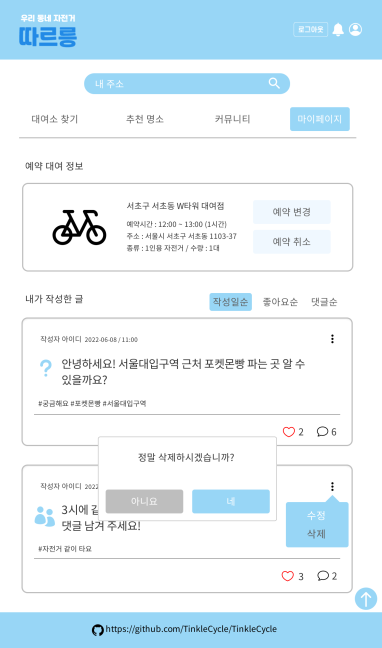 우리 동네 자전거
따르릉
로그아웃
내 주소
대여소 찾기
추천 명소
커뮤니티
마이페이지
예약 대여 정보
서초구 서초동 W타워 대여점
예약시간 : 12:00 ~ 13:00 (1시간)
주소 : 서울시 서초구 서초동 1103-37
종류 : 1인용 자전거 / 수량 : 1대
예약 변경
예약 취소
내가 작성한 글
작성일순
좋아요순
댓글순
작성자 아이디 2022-06-08 / 11:00
안녕하세요! 서울대입구역 근처 포켓몬빵 파는 곳 알 수
있을까요?
#궁금해요 #포켓몬빵 #서울대입구역
2
6
정말 삭제하시겠습니까?
아니요
네
작성자 아이디 2022
3시에
댓글 남겨 주세요!
#자전거 같이 타요
수정
삭제
3
2
https://github.com/TinkleCycle/TinkleCycle